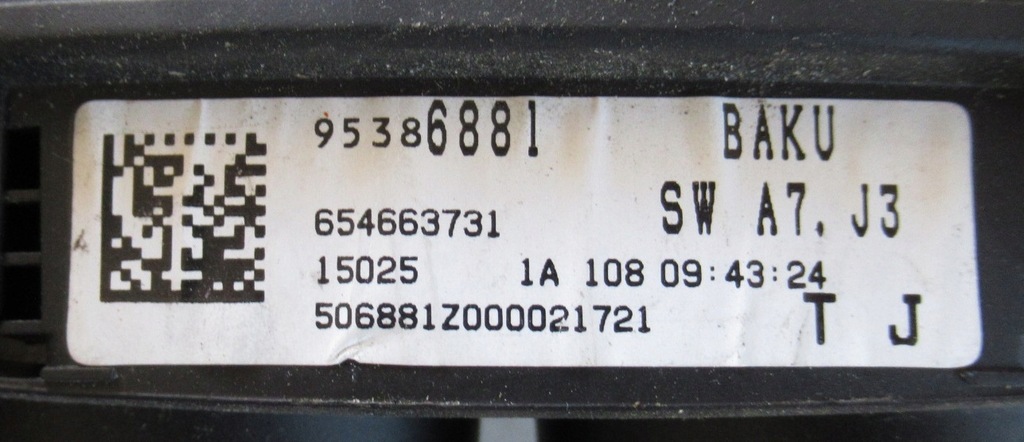 95386881 BAKU
SW A7, J3
654663731
15025 1A 108 09:43:24
506881Z000021721
T J